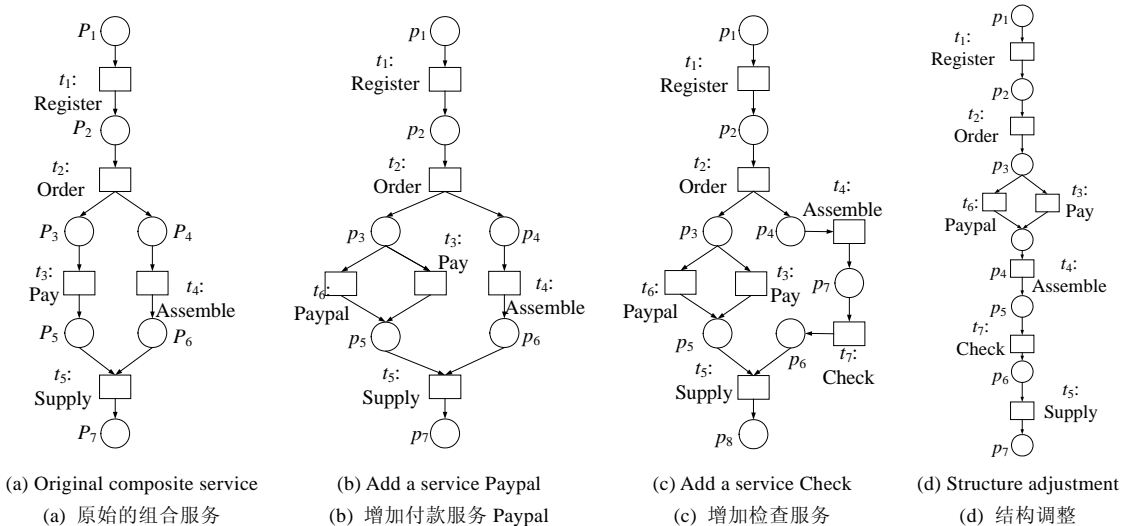 P1
t1:
Register
P2
t2:
Order
P3
P4
t3:
Pay
t4:
Assemble
P5
P6
t5:
Supply
P7
(a) Original composite service
(a) 原始的组合服务
p1
t1:
Register
p2
t2:
Order
p3
t3:
Pay
p4
t6:
Paypal
t4:
Assemble
p5
p6
t5:
Supply
p7
(b) Add a service Paypal
(b) 增加付款服务 Paypal
p1
t1:
Register
p2
t2:
Order
t4:
Assemble
p3
p4
t6:
Paypal
t3:
Pay
p7
p5
p6
t7:
Check
t5:
Supply
p8
(c) Add a service Check
(c) 增加检查服务
p1
t1:
Register
p2
t2:
Order
p3
t6:
Paypal
t3:
Pay
p4
t4:
Assemble
p5
t7:
Check
p6
t5:
Supply
p7
(d) Structure adjustment
(d) 结构调整